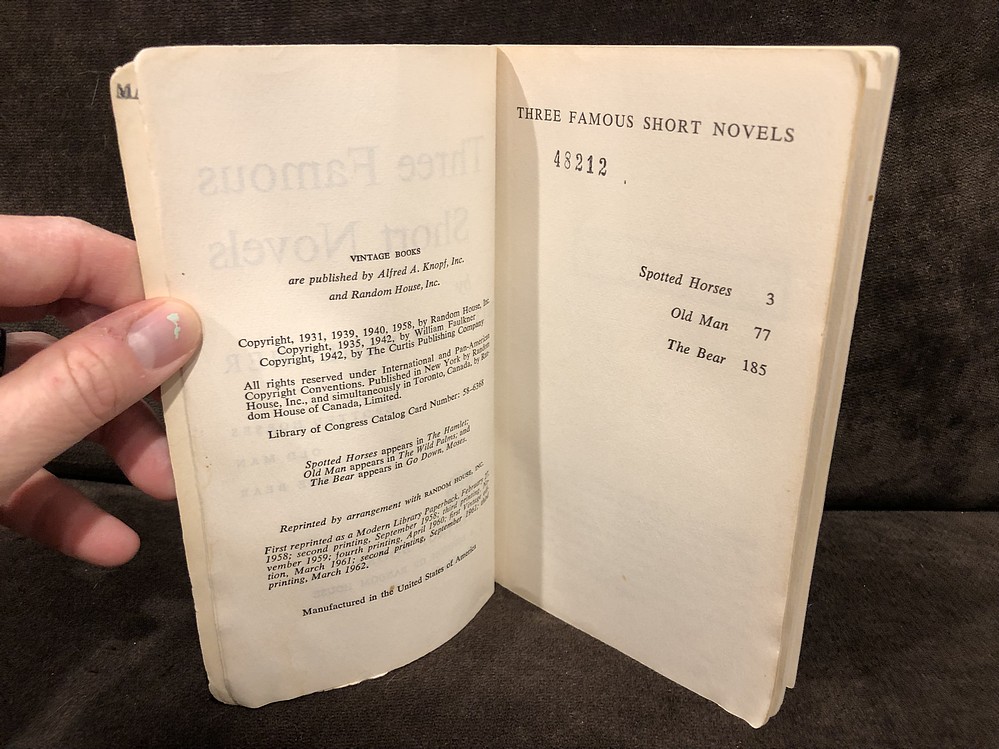 VINTAGE BOOKS
are published by Alfred A. Knopf, Inc.
and Random House, Inc.
Copyright, 1931, 1939, 1940, 1958, by Random House, Inc.
Copyright, 1935, 1942, by William Faulkner
Copyright, 1942, by The Curtis Publishing Company
All rights reserved under International and Pan-American
Copyright Conventions. Published in New York by Random
House, Inc., and simultaneously in Toronto, Canada, by Ran-
dom House of Canada, Limited.
Library of Congress Catalog Card Number: 58-6368
Spotted Horses appears in The Hamlet;
Old Man appears in The Wild Palms; and
The Bear appears in Go Down, Moses.
Reprinted by arrangement with RANDOM HOUSE, INC.
First reprinted as a Modern Library Paperback, February
1958; second printing, September 1958; third printing, No-
vember 1959; fourth printing, April 1960; first Vintage edi-
tion, March 1961; second printing, September 1961; third
printing, March 1962.
Manufactured in the United States of America
THREE FAMOUS SHORT NOVELS
48212
Spotted Horses 3
Old Man 77
The Bear 185